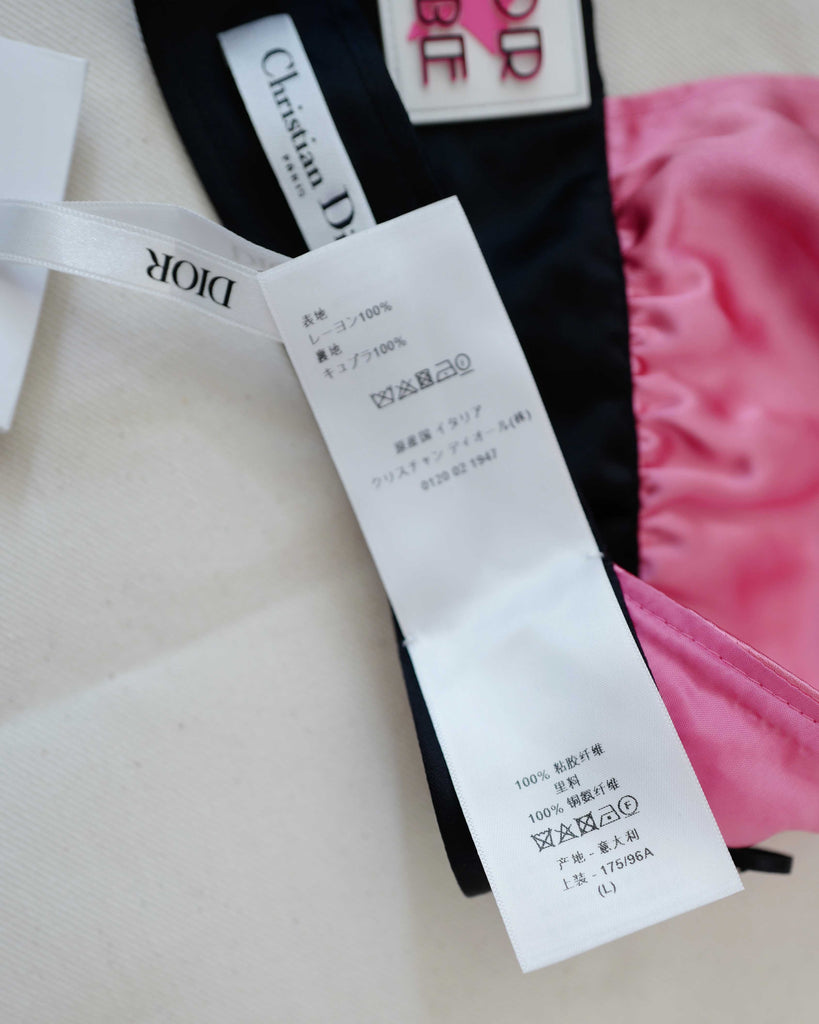 Christian Di
PARIS
OR
BE
DIOR
表地
レーヨン100%
裏地
キュプラ100%
原産国 イタリア
クリスチャン ディオール(株)
0120 02 1947
100% 粘胶纤维
里料
100% 铜氨纤维
F
产地 - 意大利
上装 - 175/96A
(L)